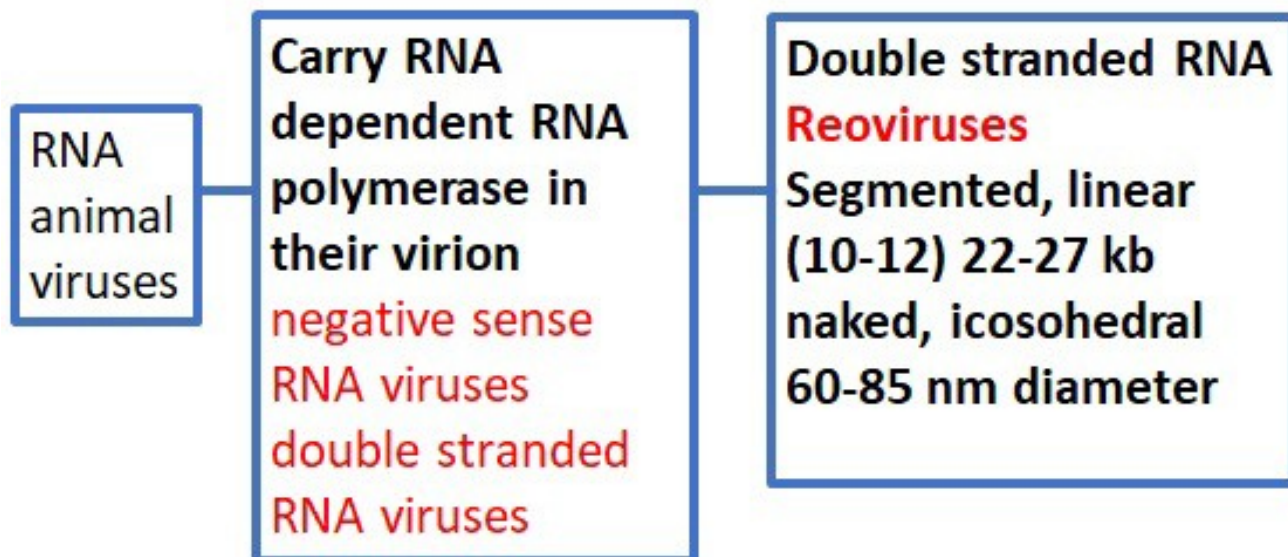 RNA
animal
viruses
Carry RNA
dependent RNA
polymerase in
their virion
negative sense
RNA viruses
double stranded
RNA viruses
Double stranded RNA
Reoviruses
Segmented, linear
(10-12) 22-27 kb
naked, icosohedral
60-85 nm diameter